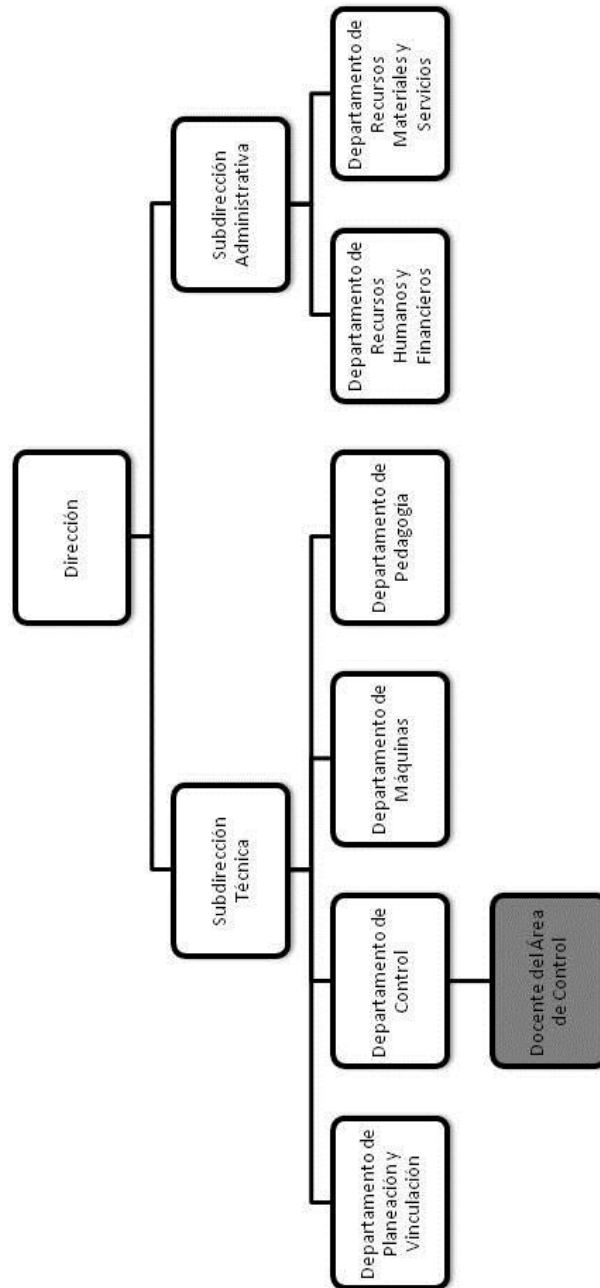 Dirección
Subdirección
Técnica
Subdirección
Administrativa
Departamento de
Planeación y
Vinculación
Departamento de
Control
Departamento de
Máquinas
Departamento de
Pedagogía
Departamento de
Recursos
Humanos y
Financieros
Departamento de
Recursos
Materiales y
Servicios
Docente del Área
de Control